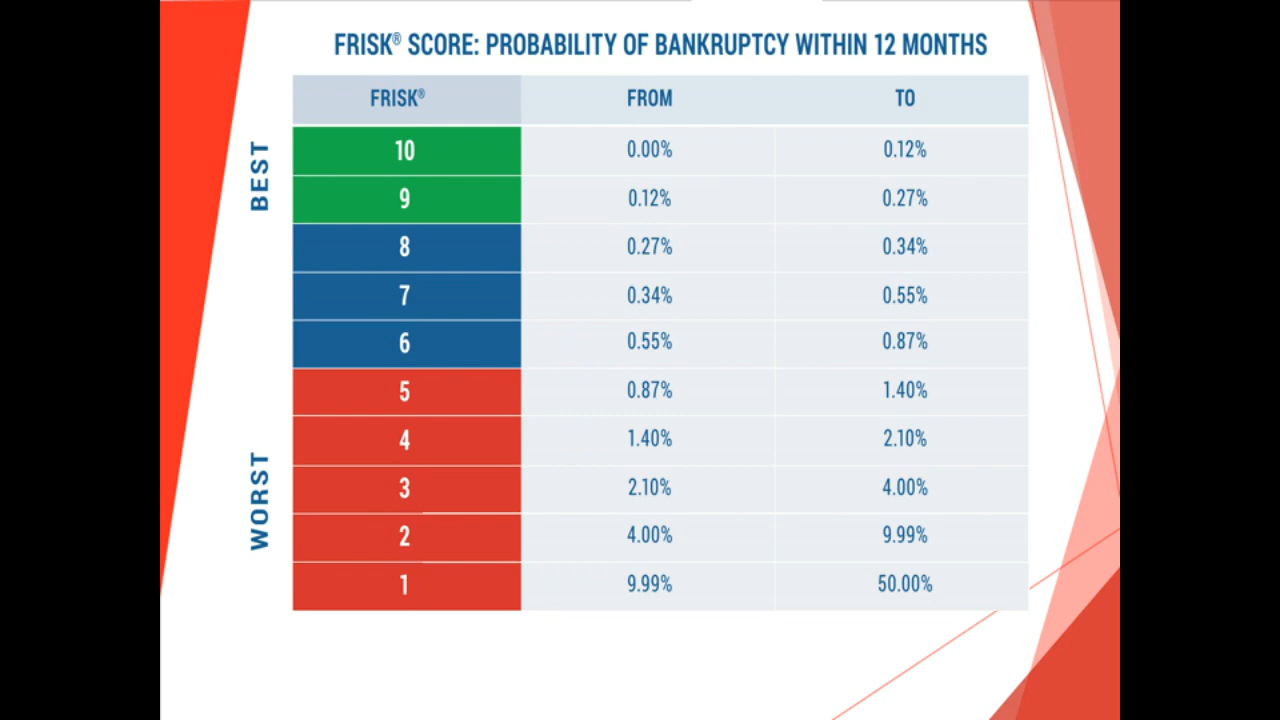 FRISK® SCORE: PROBABILITY OF BANKRUPTCY WITHIN 12 MONTHS
FRISK® FROM TO
BEST
10 0.00% 0.12%
9 0.12% 0.27%
8 0.27% 0.34%
7 0.34% 0.55%
6 0.55% 0.87%
5 0.87% 1.40%
4 1.40% 2.10%
WORST
3 2.10% 4.00%
2 4.00% 9.99%
1 9.99% 50.00%